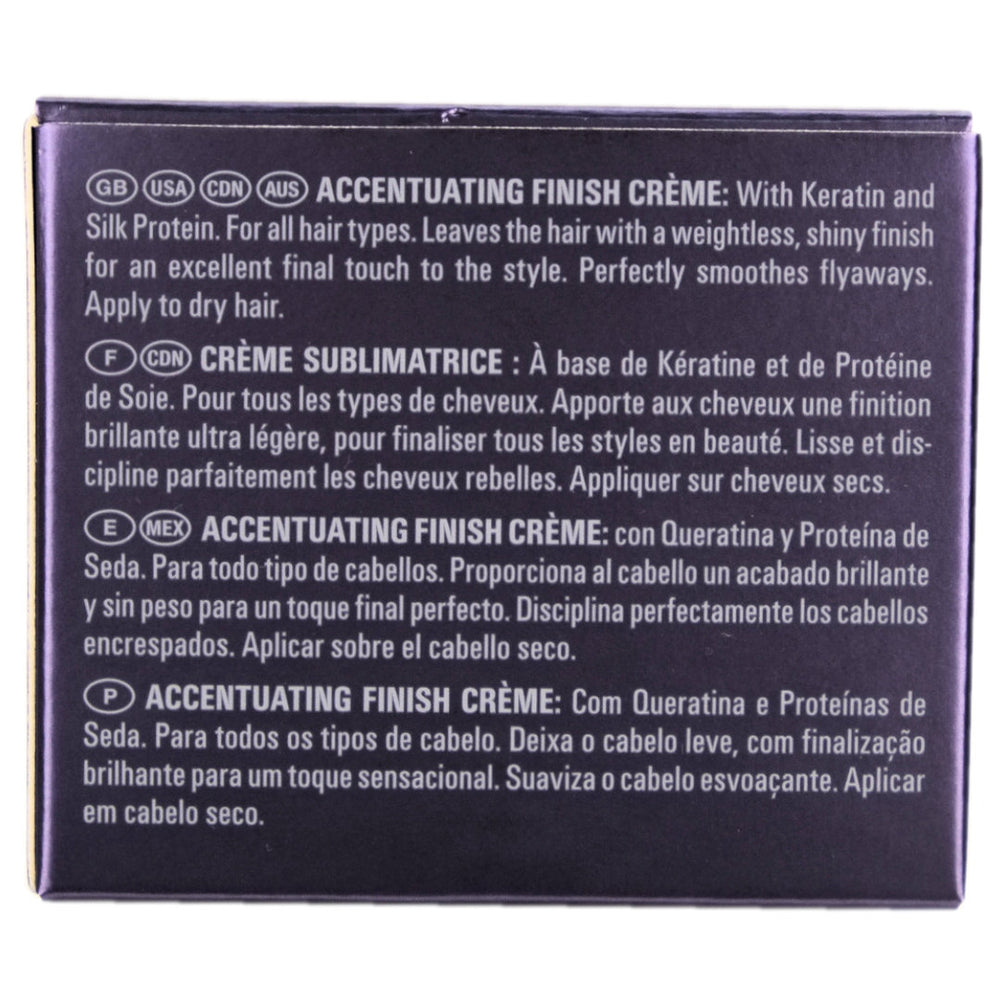 GB USA CDN AUS ACCENTUATING FINISH CRÈME: With Keratin and
Silk Protein. For all hair types. Leaves the hair with a weightless, shiny finish
for an excellent final touch to the style. Perfectly smoothes flyaways.
Apply to dry hair.
F CDN CRÈME SUBLIMATRICE : À base de Kératine et de Protéine
de Soie. Pour tous les types de cheveux. Apporte aux cheveux une finition
brillante ultra légère, pour finaliser tous les styles en beauté. Lisse et dis-
cipline parfaitement les cheveux rebelles. Appliquer sur cheveux secs.
E MEX ACCENTUATING FINISH CRÈME: con Queratina y Proteína de
Seda. Para todo tipo de cabellos. Proporciona al cabello un acabado brillante
y sin peso para un toque final perfecto. Disciplina perfectamente los cabellos
encrespados. Aplicar sobre el cabello seco.
P ACCENTUATING FINISH CRÈME: Com Queratina e Proteínas de
Seda. Para todos os tipos de cabelo. Deixa o cabelo leve, com finalização
brilhante para um toque sensacional. Suaviza o cabelo esvoaçante. Aplicar
em cabelo seco.